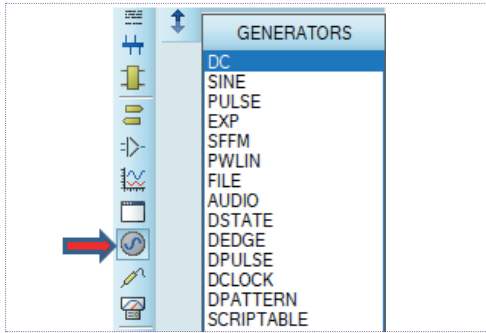 GENERATORS
DC
SINE
PULSE
EXP
SFFM
PWLIN
FILE
AUDIO
DSTATE
DEDGE
DPULSE
DCLOCK
DPATTERN
SCRIPTABLE